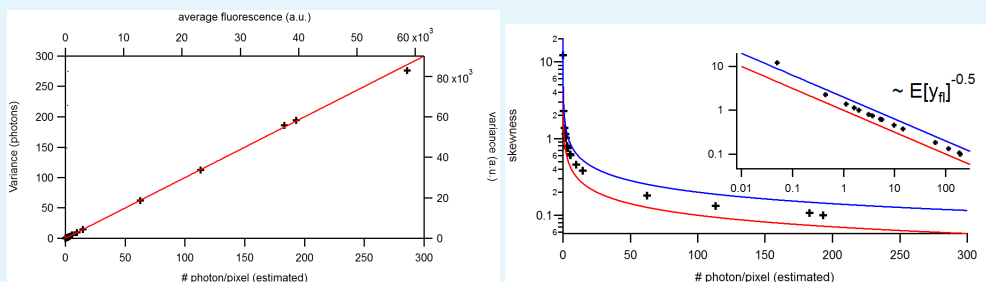 average fluorescence (a.u.)
0 10 20 30 40 50 60 x10³
300
250
200
150
100
50
0
Variance (photons)
80 x10³
60
40
20
0
variance (a.u.)
0 50 100 150 200 250 300
# photon/pixel (estimated)
2
10
6
4
2
1
6
4
2
0.1
6
skewness
0 50 100 150 200 250 300
# photon/pixel (estimated)
10
1
0.1
0.01 0.1 1 10 100
~ E[y_fl]^-0.5